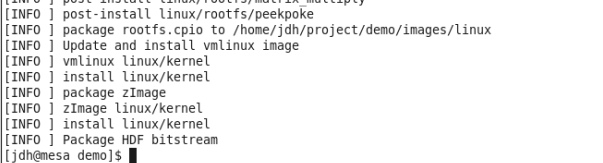 [INFO ] post-install linux/rootfs/matrix_multiply
[INFO ] post-install linux/rootfs/peekpoke
[INFO ] package rootfs.cpio to /home/jdh/project/demo/images/linux
[INFO ] Update and install vmlinux image
[INFO ] vmlinux linux/kernel
[INFO ] install linux/kernel
[INFO ] package zImage
[INFO ] zImage linux/kernel
[INFO ] install linux/kernel
[INFO ] Package HDF bitstream
[jdh@mesa demo]$